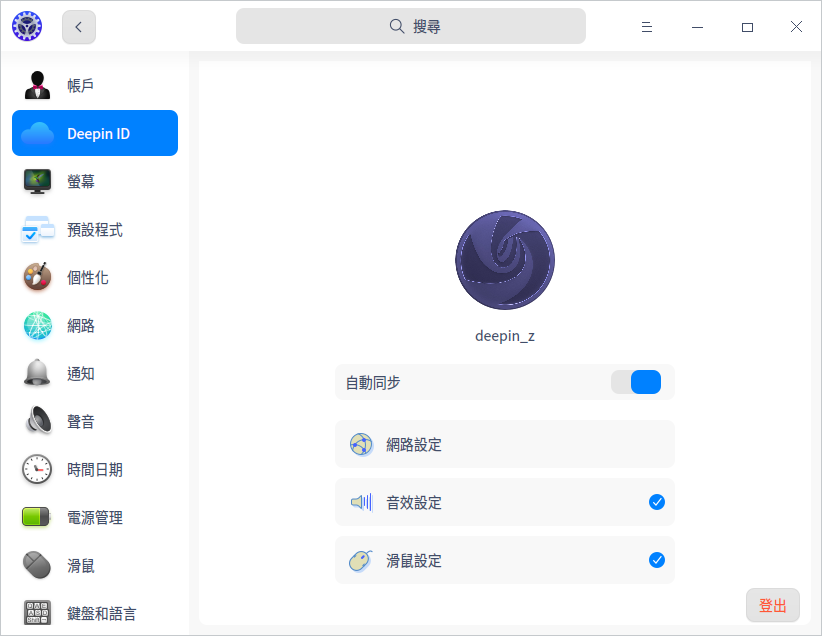 搜尋
帳戶
Deepin ID
螢幕
預設程式
個性化
網路
通知
聲音
時間日期
電源管理
滑鼠
鍵盤和語言
deepin_z
自動同步
網路設定
音效設定
滑鼠設定
登出